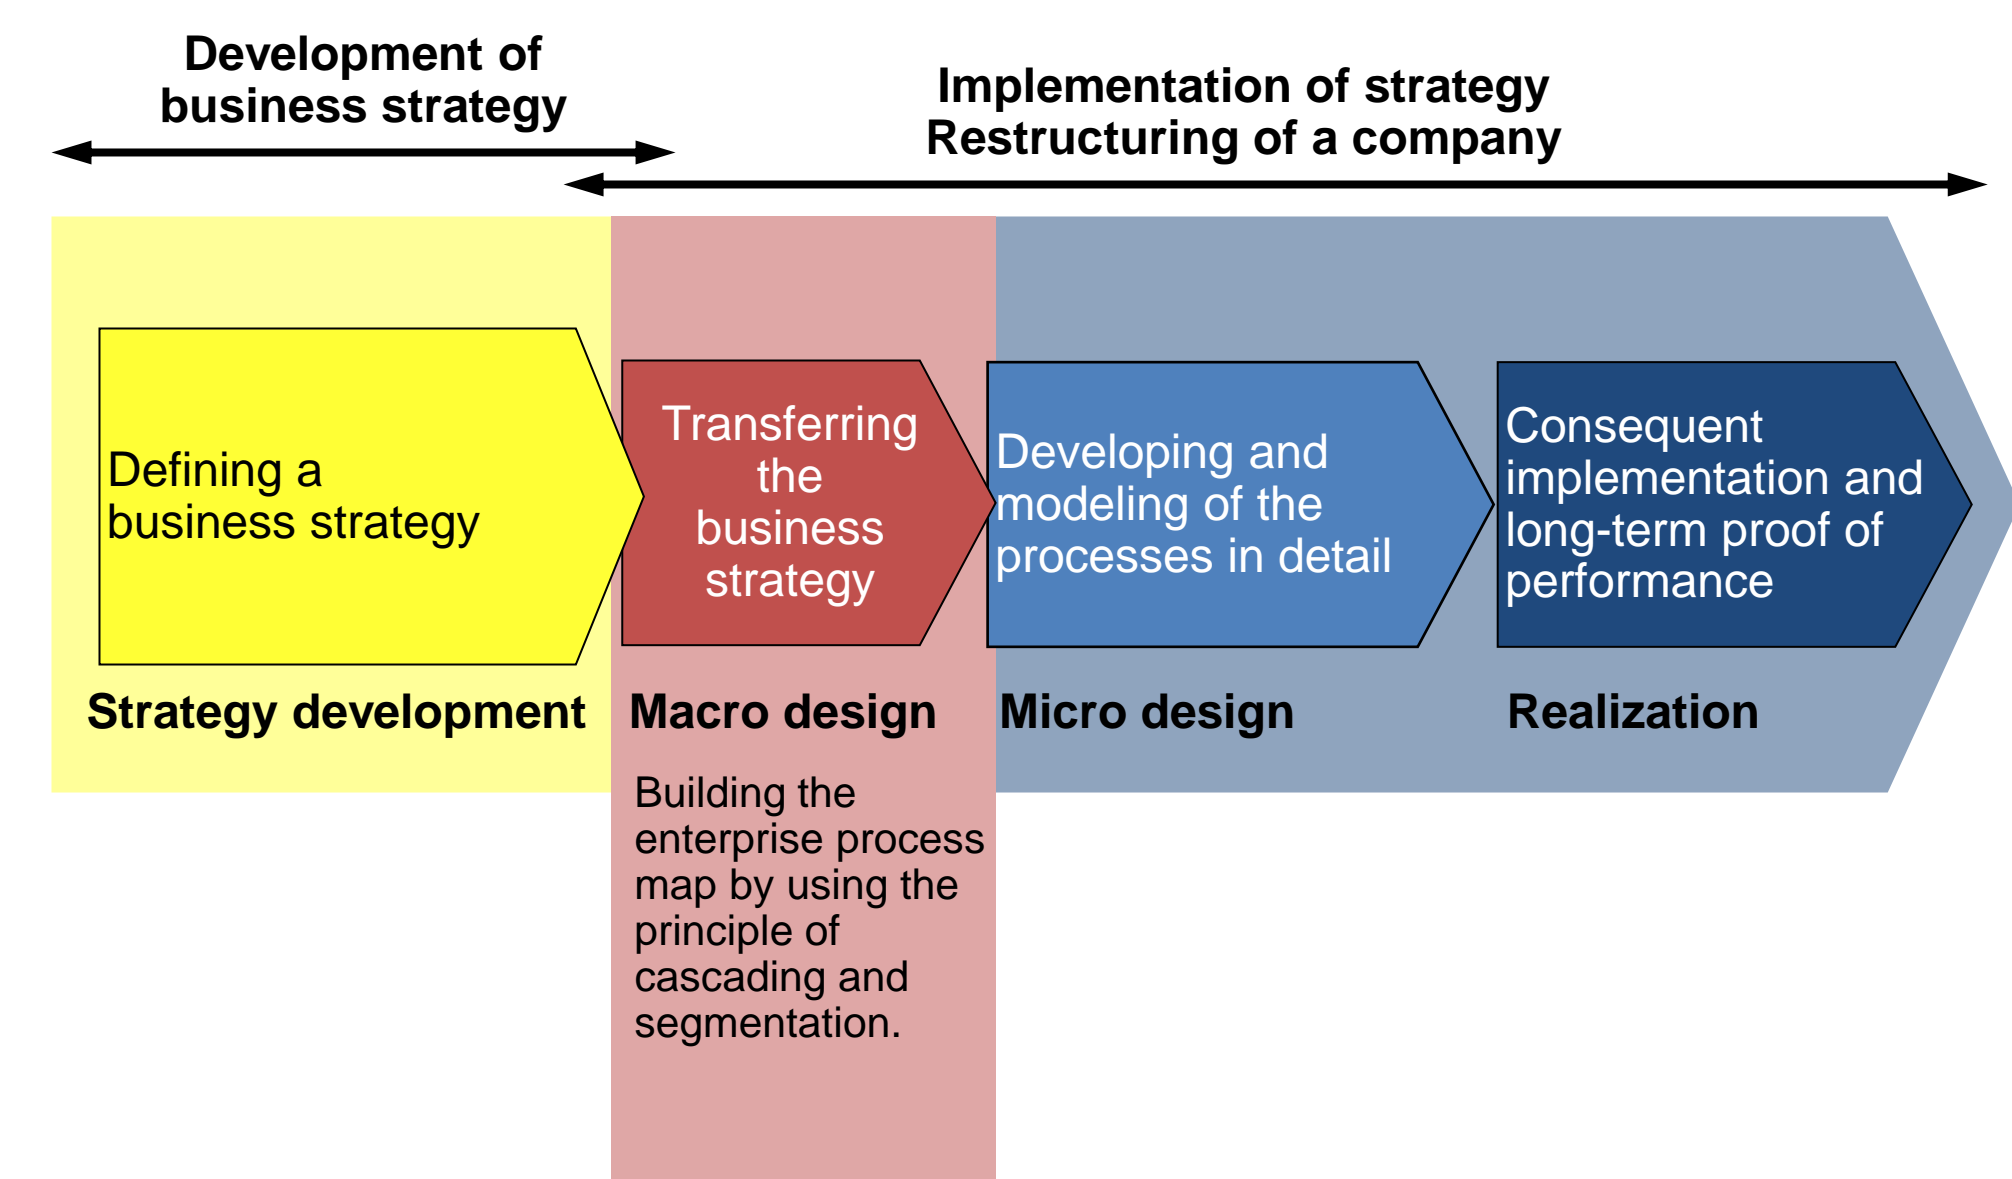 Development of
business strategy
Implementation of strategy
Restructuring of a company
Defining a
business strategy
Transferring
the
business
strategy
Developing and
modeling of the
processes in detail
Consequent
implementation and
long-term proof of
performance
Strategy development
Macro design
Micro design
Realization
Building the
enterprise process
map by using the
principle of
cascading and
segmentation.